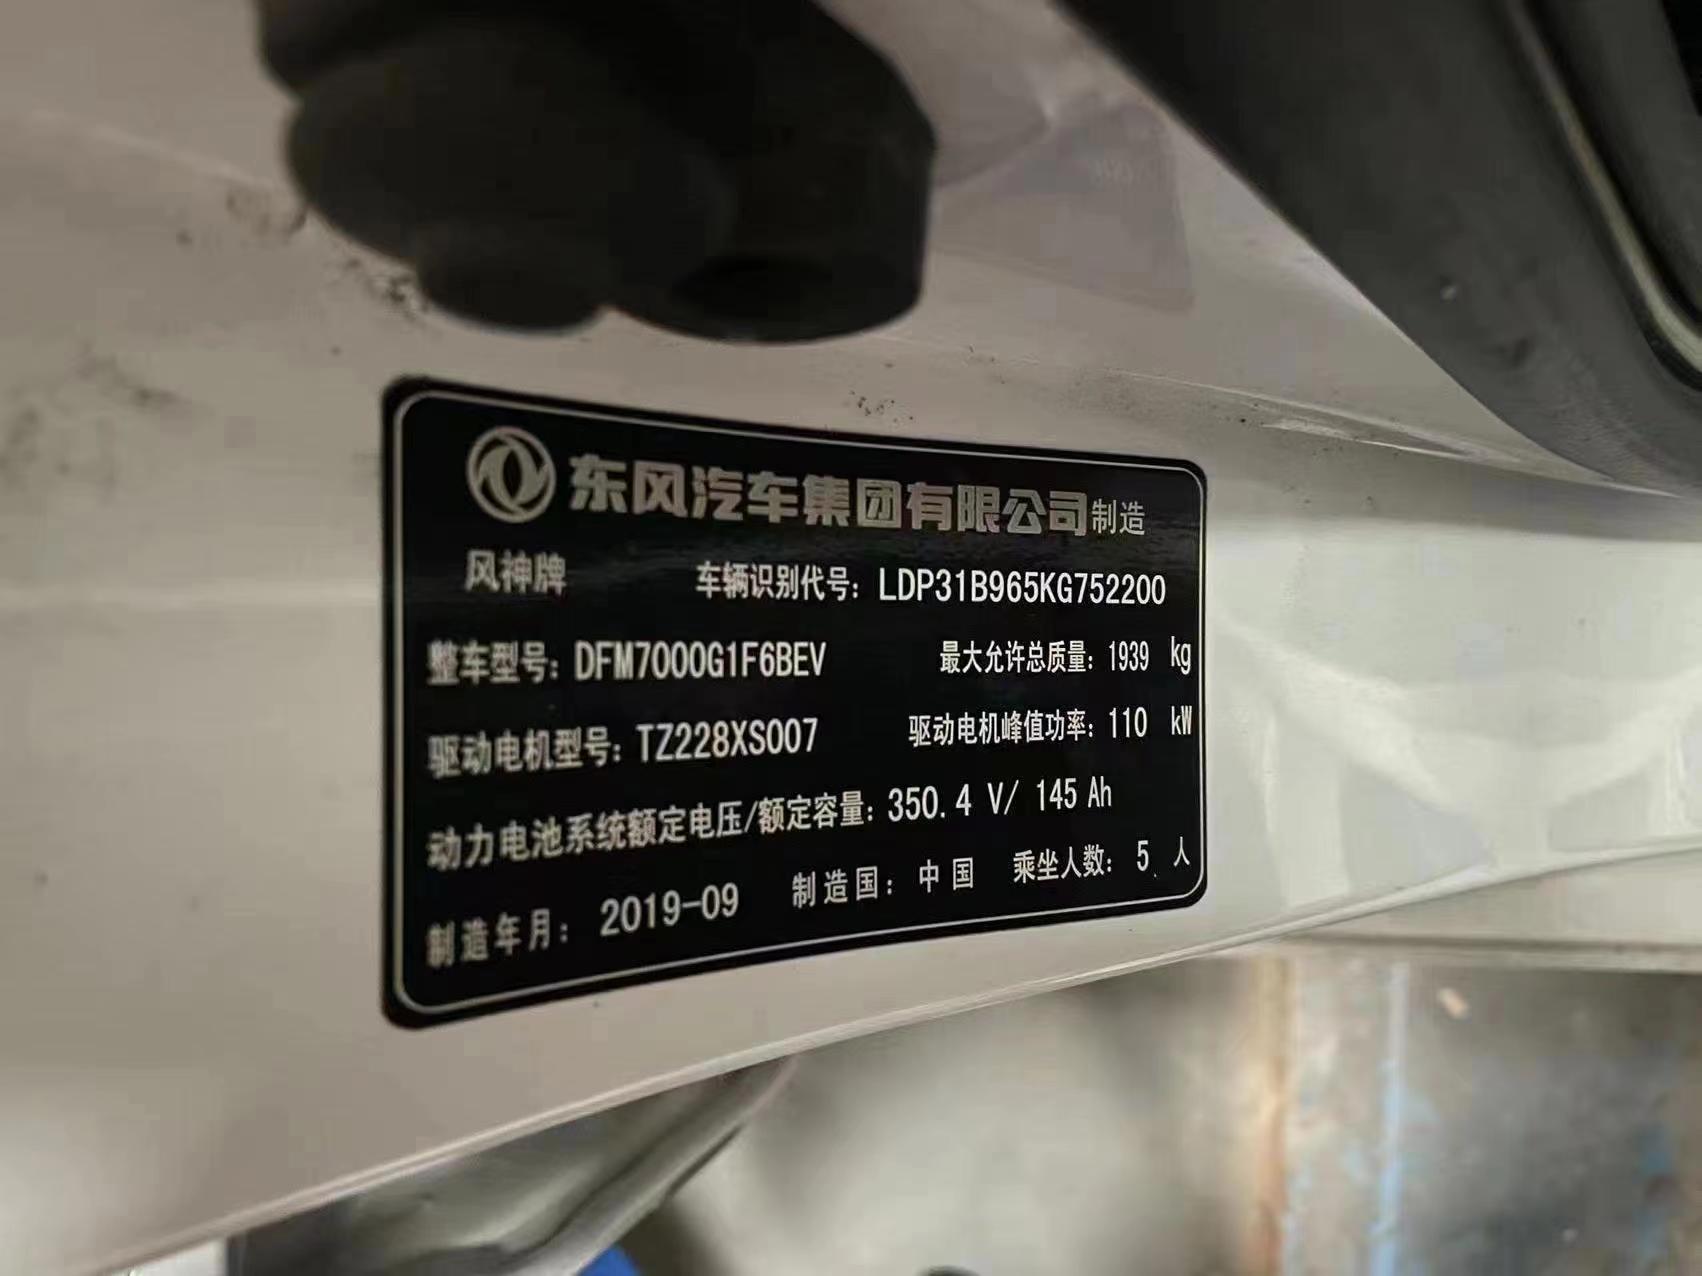 东风汽车集团有限公司制造
风神牌 车辆识别代号: LDP31B965KG752200
整车型号: DFM7000G1F6BEV 最大允许总质量: 1939 kg
驱动电机型号: TZ228XS007 驱动电机峰值功率: 110 kW
动力电池系统额定电压/额定容量: 350.4 V/ 145 Ah
制造年月: 2019-09 制造国: 中国 乘坐人数: 5 人